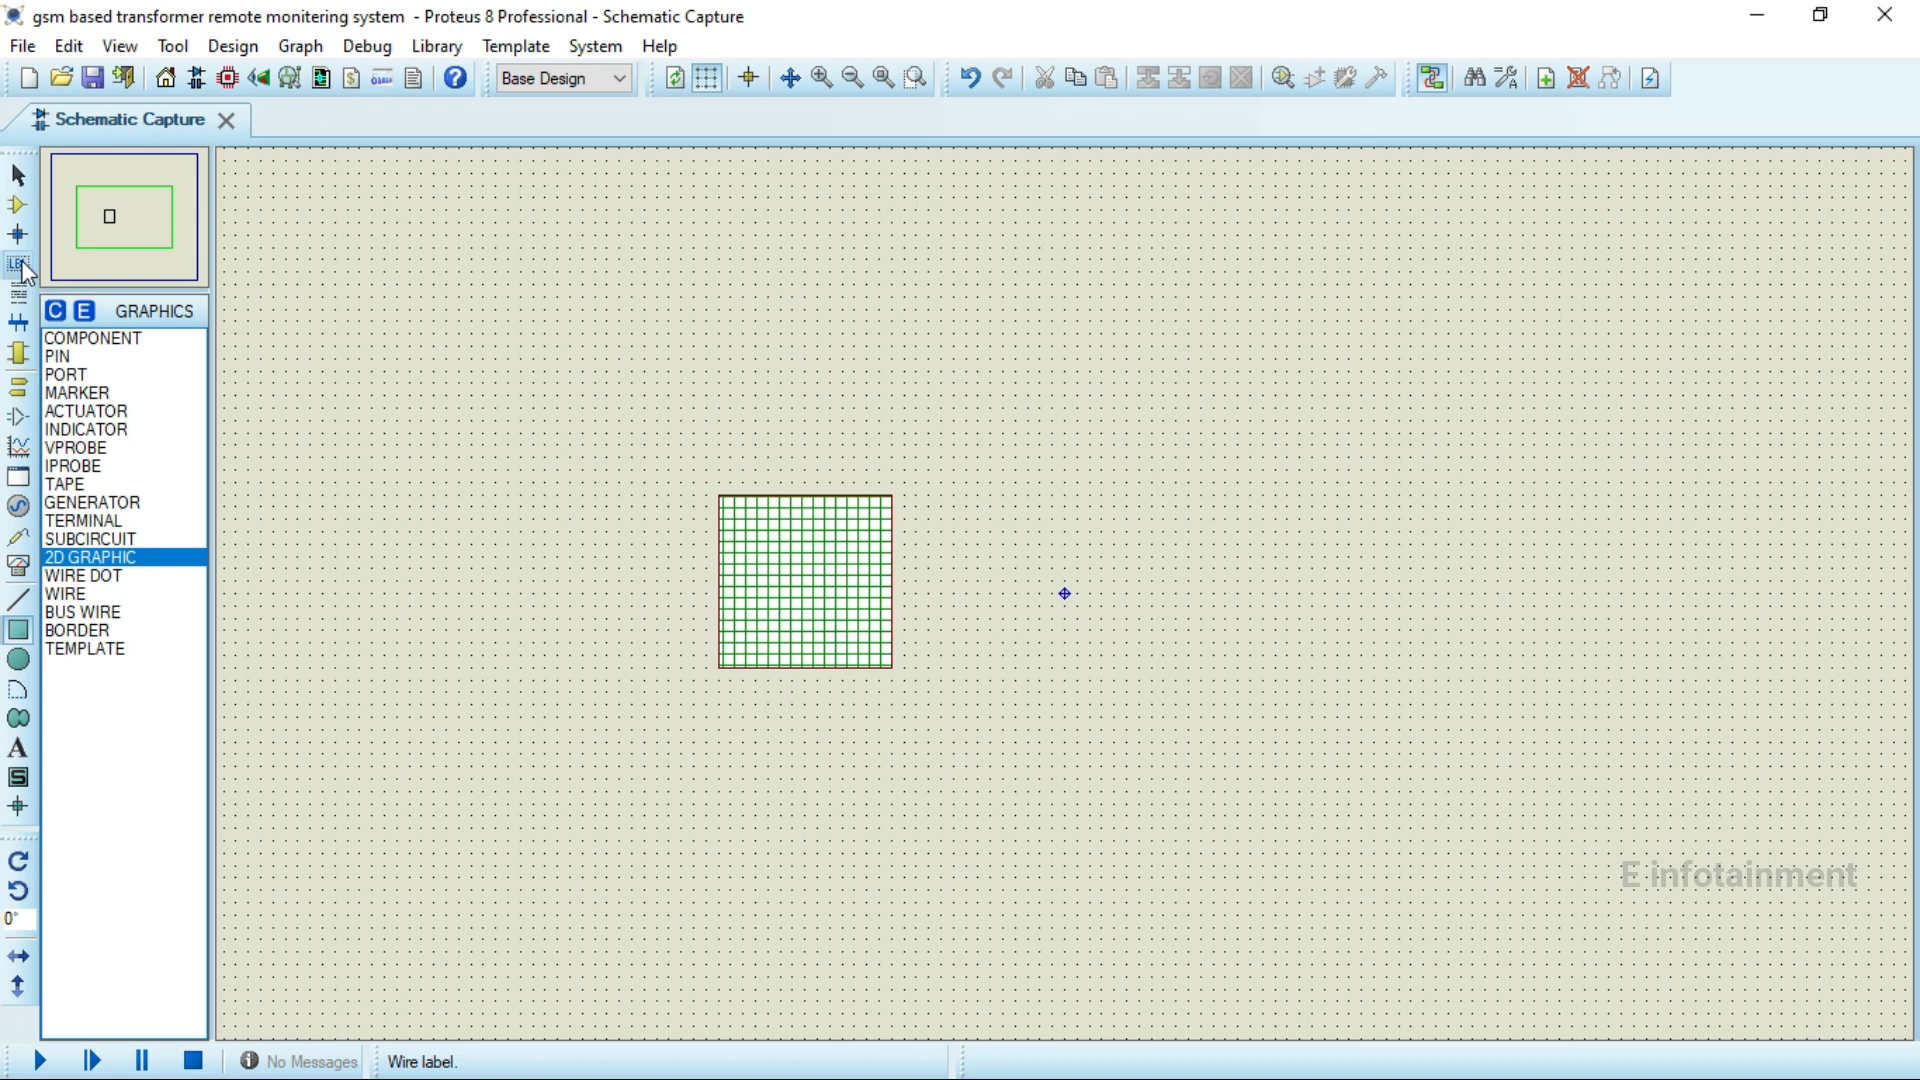 gsm based transformer remote monitering system - Proteus 8 Professional - Schematic Capture
File Edit View Tool Design Graph Debug Library Template System Help
Base Design
Schematic Capture
LBL
C E GRAPHICS
COMPONENT
PIN
PORT
MARKER
ACTUATOR
INDICATOR
VPROBE
IPROBE
TAPE
GENERATOR
TERMINAL
SUBCIRCUIT
2D GRAPHIC
WIRE DOT
WIRE
BUS WIRE
BORDER
TEMPLATE
A
S
0°
E infotainment
No Messages Wire label.